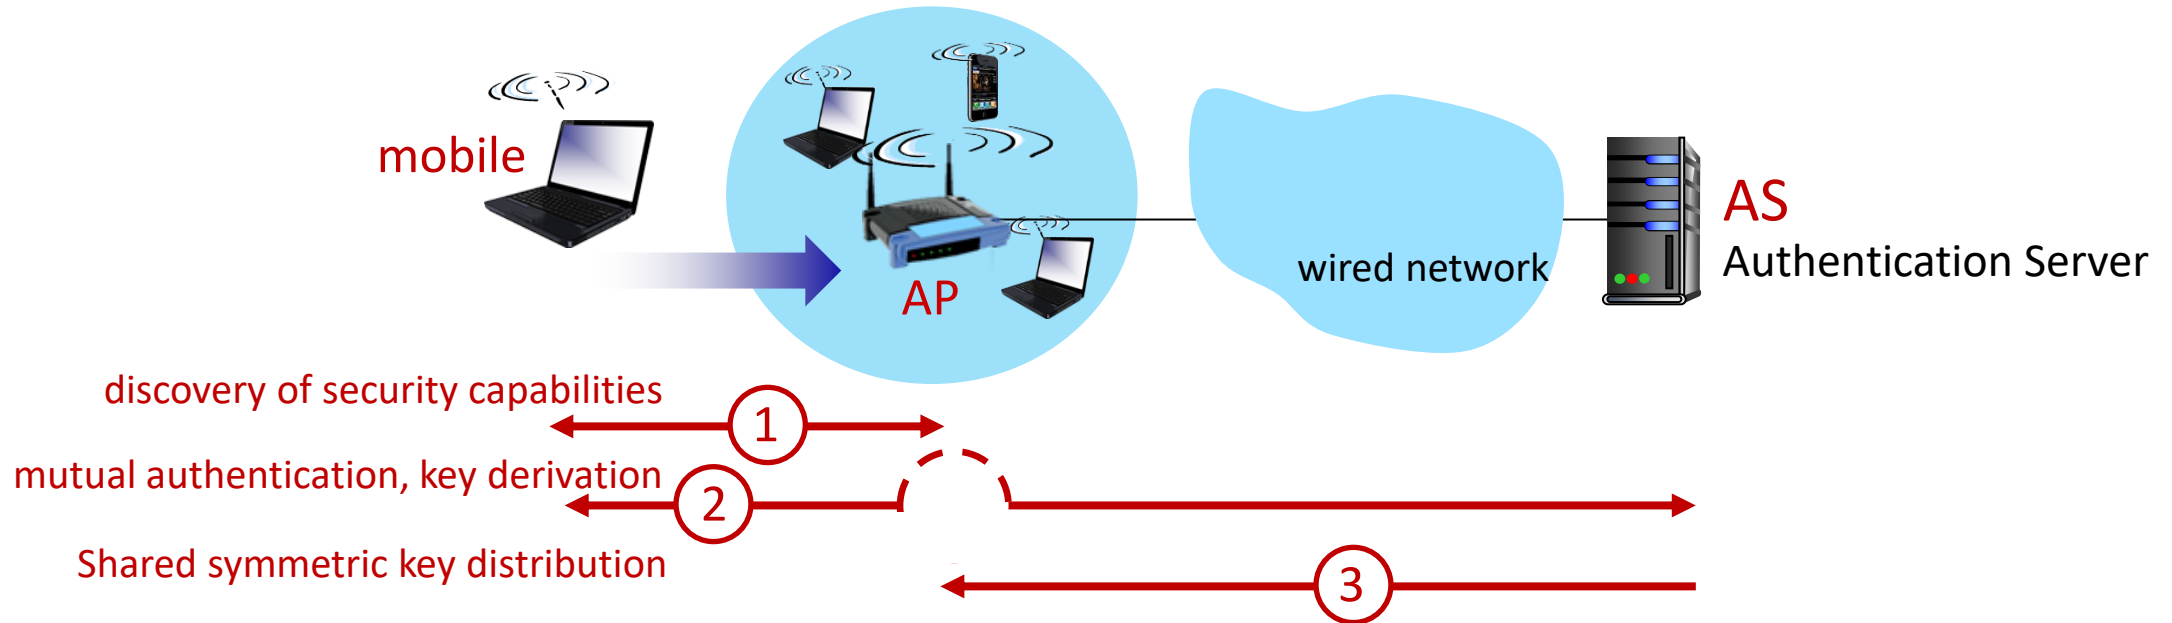 mobile
AP
wired network
AS
Authentication Server
discovery of security capabilities
1
mutual authentication, key derivation
2
Shared symmetric key distribution
3